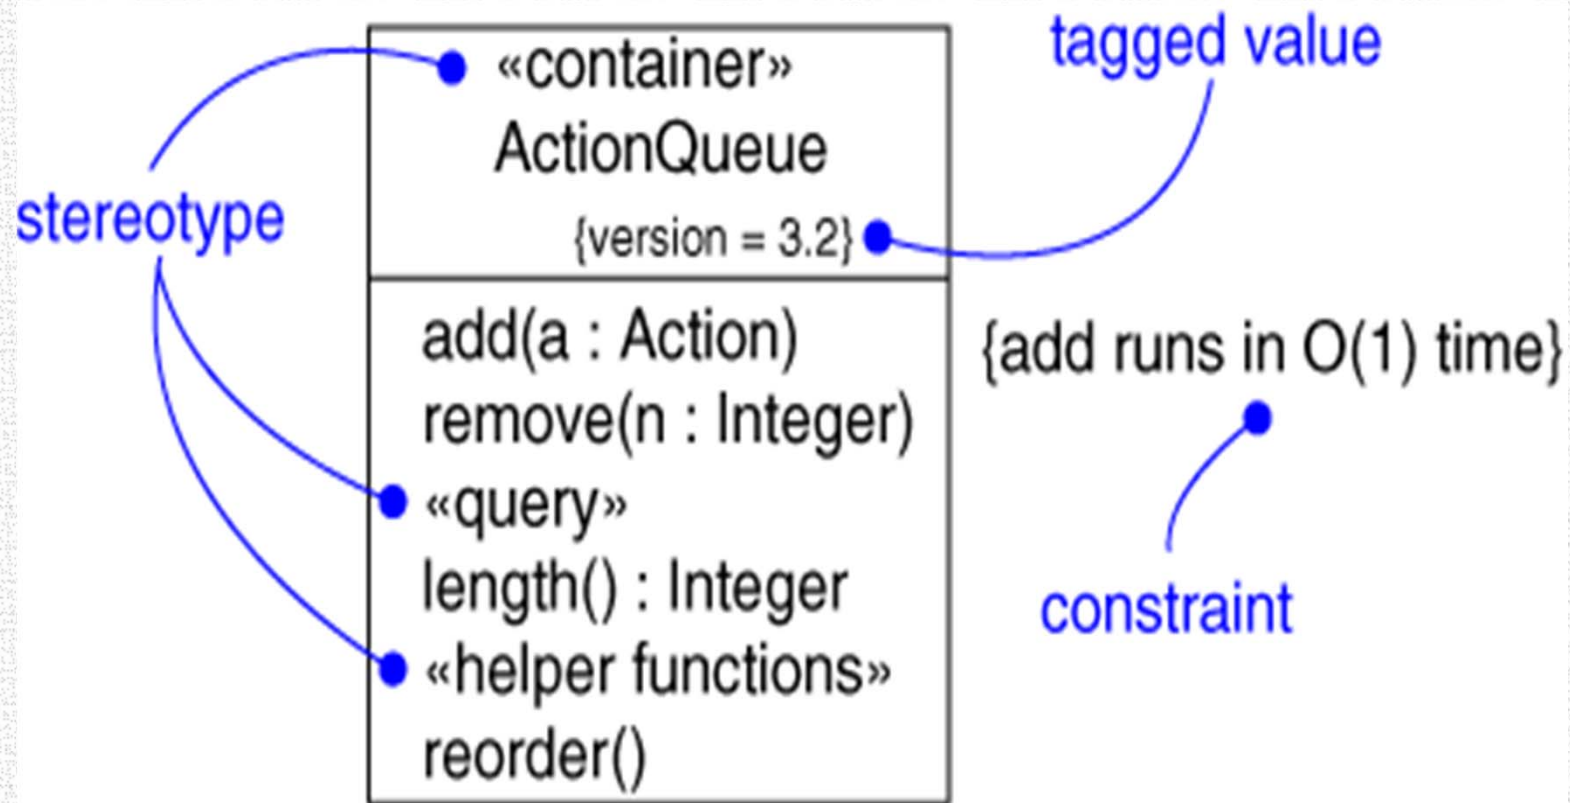 tagged value
«container»
ActionQueue
stereotype
{version = 3.2}
add(a : Action)
{add runs in O(1) time}
remove(n : Integer)
«query»
length() : Integer
constraint
«helper functions»
reorder()